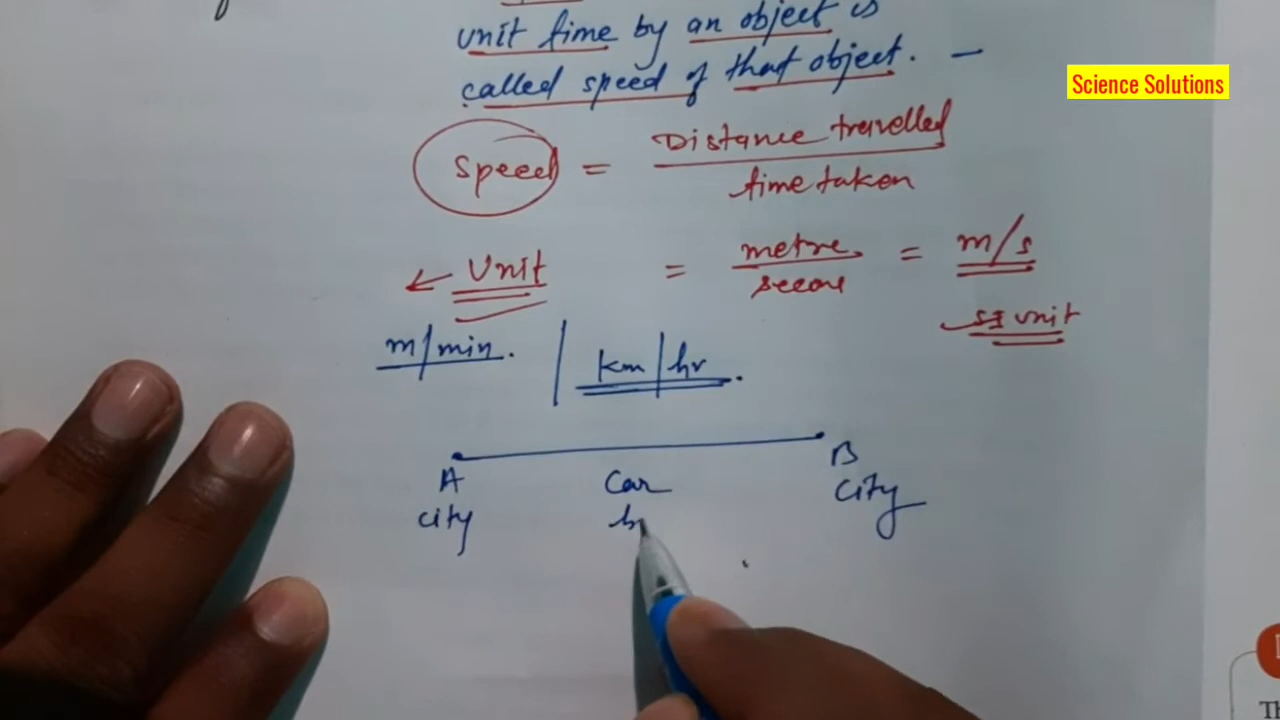 unit time by an object is
called speed of that object. —
Science Solutions
Speed = Distance travelled / time taken
Unit = metre / = m/s
SI unit
m/min. | km/hr.
A B
city Car city